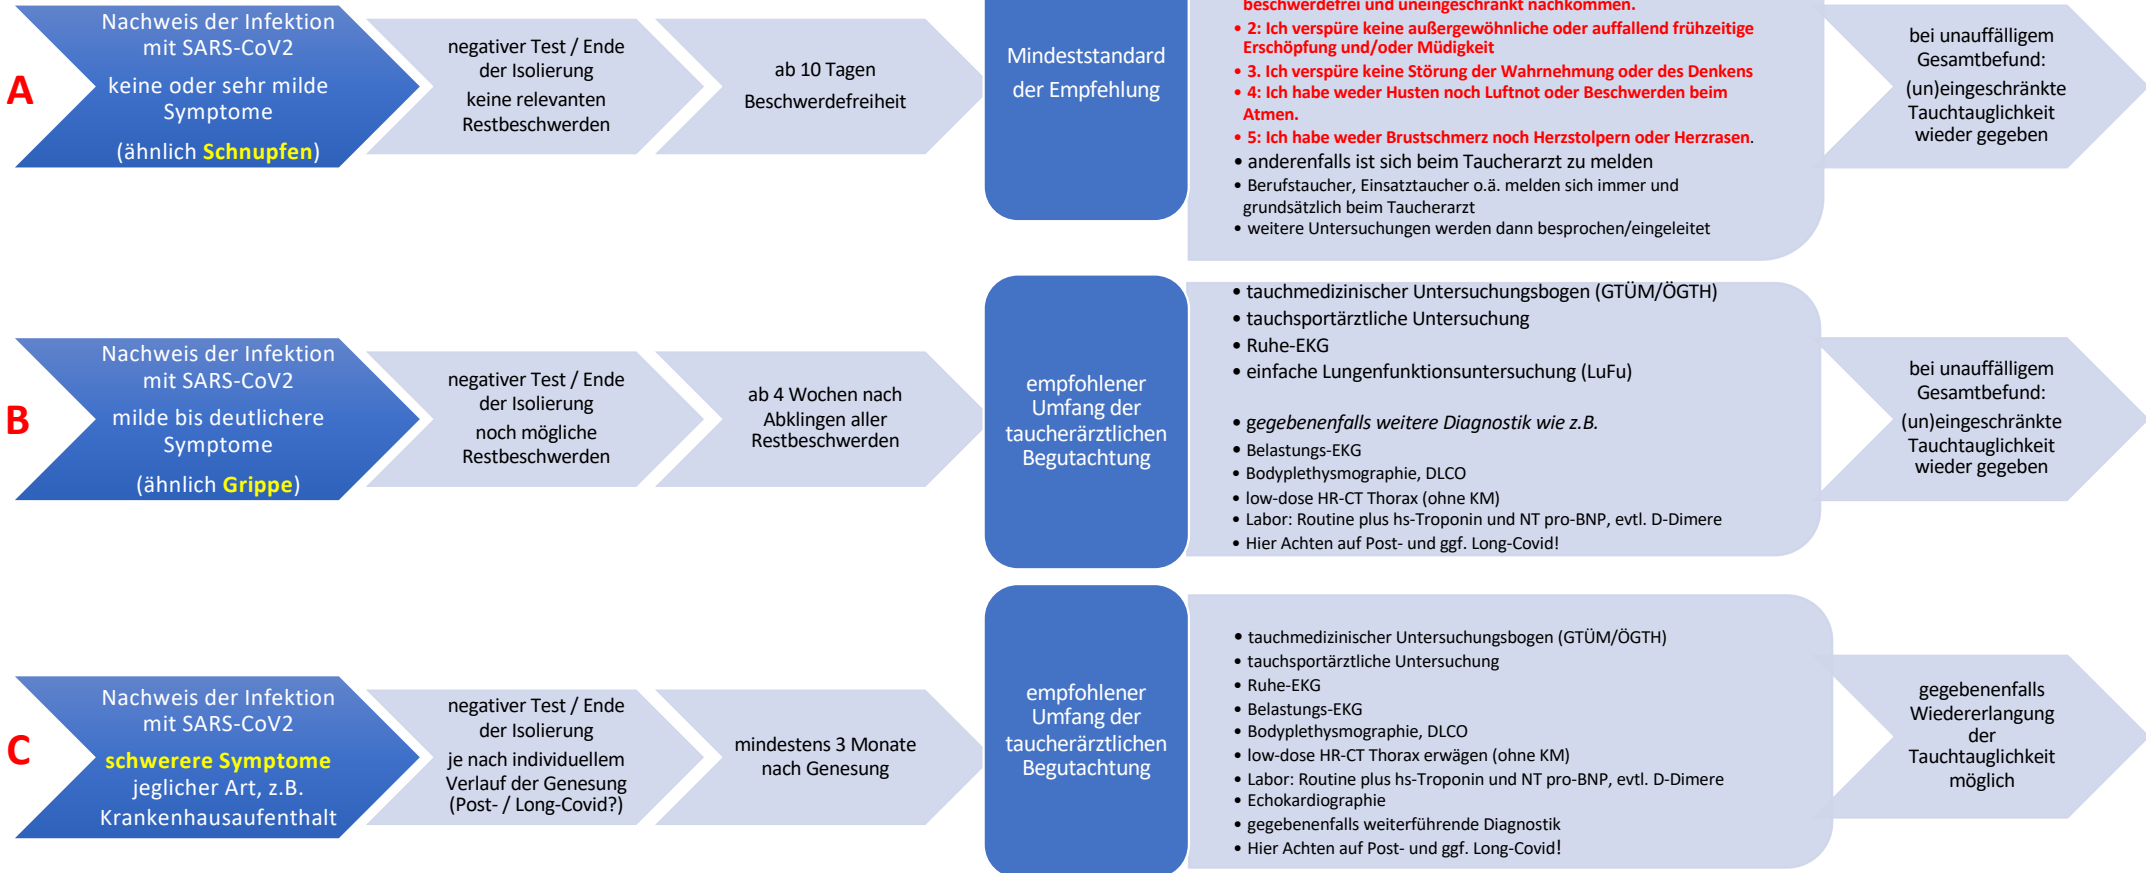 A
Nachweis der Infektion
mit SARS-CoV2
keine oder sehr milde
Symptome
(ähnlich Schnupfen)
negativer Test / Ende
der Isolierung
keine relevanten
Restbeschwerden
ab 10 Tagen
Beschwerdefreiheit
Mindeststandard
der Empfehlung
beschwerdefrei und uneingeschränkt nachkommen.
• 2: Ich verspüre keine außergewöhnliche oder auffallend frühzeitige
Erschöpfung und/oder Müdigkeit
• 3. Ich verspüre keine Störung der Wahrnehmung oder des Denkens
• 4: Ich habe weder Husten noch Luftnot oder Beschwerden beim
Atmen.
• 5: Ich habe weder Brustschmerz noch Herzstolpern oder Herzrasen.
• anderenfalls ist sich beim Taucherarzt zu melden
• Berufstaucher, Einsatztaucher o.ä. melden sich immer und
grundsätzlich beim Taucherarzt
• weitere Untersuchungen werden dann besprochen/eingeleitet
bei unauffälligem
Gesamtbefund:
(un)eingeschränkte
Tauchtauglichkeit
wieder gegeben
B
Nachweis der Infektion
mit SARS-CoV2
milde bis deutlichere
Symptome
(ähnlich Grippe)
negativer Test / Ende
der Isolierung
noch mögliche
Restbeschwerden
ab 4 Wochen nach
Abklingen aller
Restbeschwerden
empfohlener
Umfang der
taucherärztlichen
Begutachtung
• tauchmedizinischer Untersuchungsbogen (GTÜM/ÖGTH)
• tauchsportärztliche Untersuchung
• Ruhe-EKG
• einfache Lungenfunktionsuntersuchung (LuFu)
• gegebenenfalls weitere Diagnostik wie z.B.
• Belastungs-EKG
• Bodyplethysmographie, DLCO
• low-dose HR-CT Thorax (ohne KM)
• Labor: Routine plus hs-Troponin und NT pro-BNP, evtl. D-Dimere
• Hier Achten auf Post- und ggf. Long-Covid!
bei unauffälligem
Gesamtbefund:
(un)eingeschränkte
Tauchtauglichkeit
wieder gegeben
C
Nachweis der Infektion
mit SARS-CoV2
schwerere Symptome
jeglicher Art, z.B.
Krankenhausaufenthalt
negativer Test / Ende
der Isolierung
je nach individuellem
Verlauf der Genesung
(Post- / Long-Covid?)
mindestens 3 Monate
nach Genesung
empfohlener
Umfang der
taucherärztlichen
Begutachtung
• tauchmedizinischer Untersuchungsbogen (GTÜM/ÖGTH)
• tauchsportärztliche Untersuchung
• Ruhe-EKG
• Belastungs-EKG
• Bodyplethysmographie, DLCO
• low-dose HR-CT Thorax erwägen (ohne KM)
• Labor: Routine plus hs-Troponin und NT pro-BNP, evtl. D-Dimere
• Echokardiographie
• gegebenenfalls weiterführende Diagnostik
• Hier Achten auf Post- und ggf. Long-Covid!
gegebenenfalls
Wiedererlangung
der
Tauchtauglichkeit
möglich